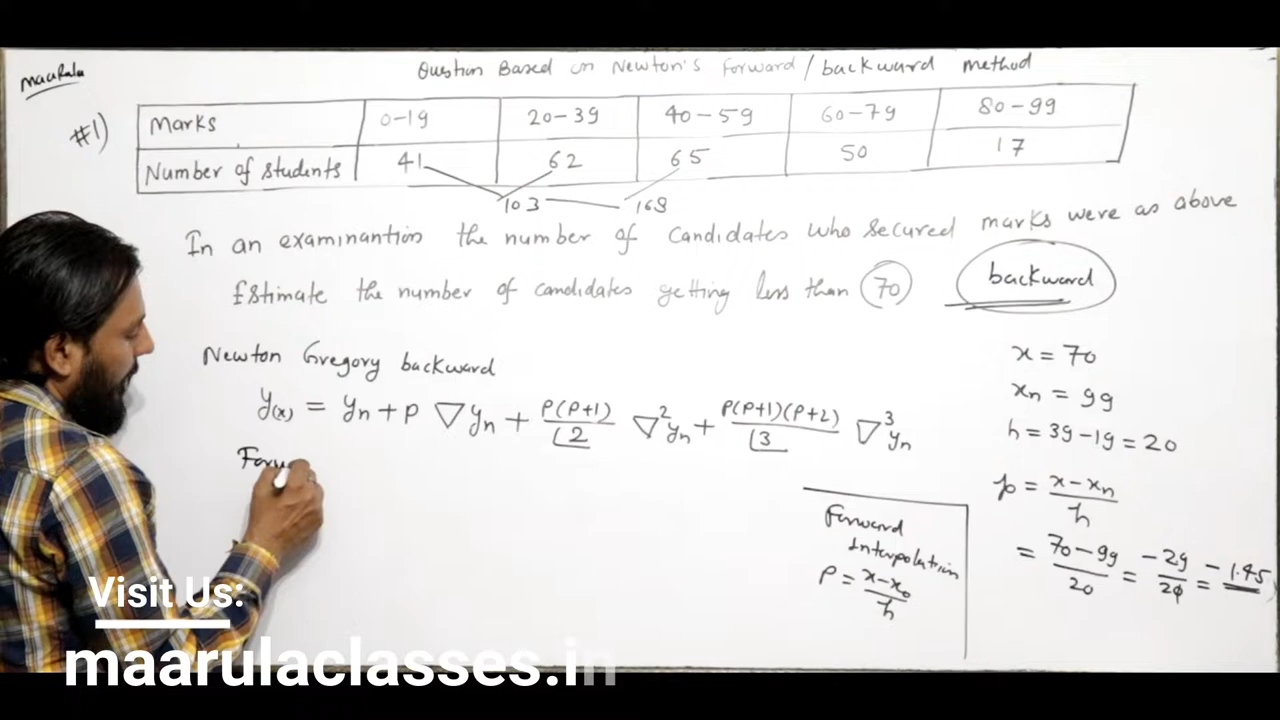 maarula
Question Based on Newton's forward/backward method
#1)
Marks 0-19 20-39 40-59 60-79 80-99
Number of students 41 62 65 50 17
103 168
In an examinantion the number of candidates who secured marks were as above
Estimate the number of candidates getting less than 70
backward
Newton Gregory backward
y(x) = yn + p ∇yn + p(p+1)/⌊2 ∇²yn + p(p+1)(p+2)/⌊3 ∇³yn
x = 70
xn = 99
h = 39-19 = 20
p = x-xn/h
= 70-99/20 = -29/20 = -1.45
Forward
Interpolation
p = x-x0/h
Visit Us:
maarulaclasses.in